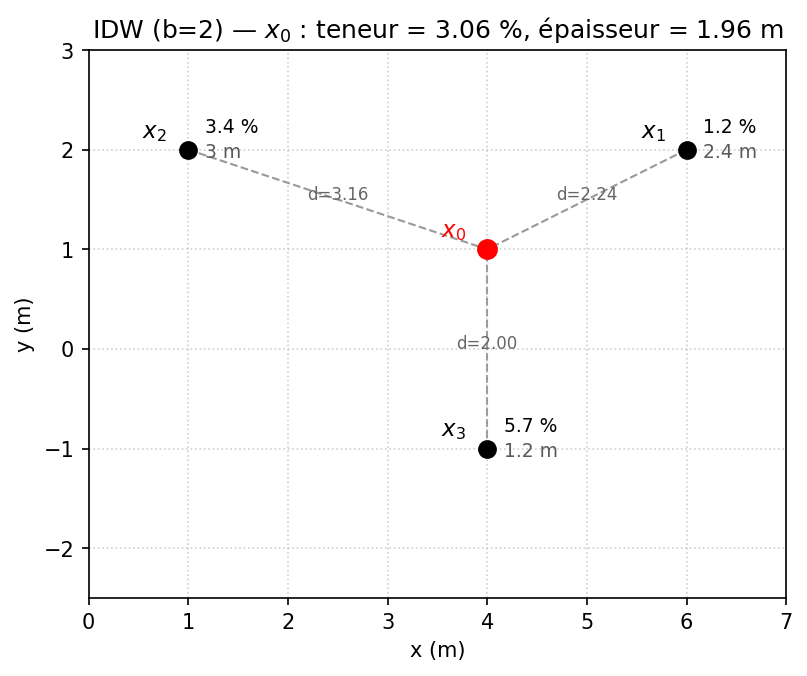 IDW (b=2) — x₀ : teneur = 3.06 %, épaisseur = 1.96 m
3
2
1
0
−1
−2
y (m)
x₂
3.4 %
3 m
x₁
1.2 %
2.4 m
d=3.16
d=2.24
x₀
d=2.00
x₃
5.7 %
1.2 m
0 1 2 3 4 5 6 7
x (m)